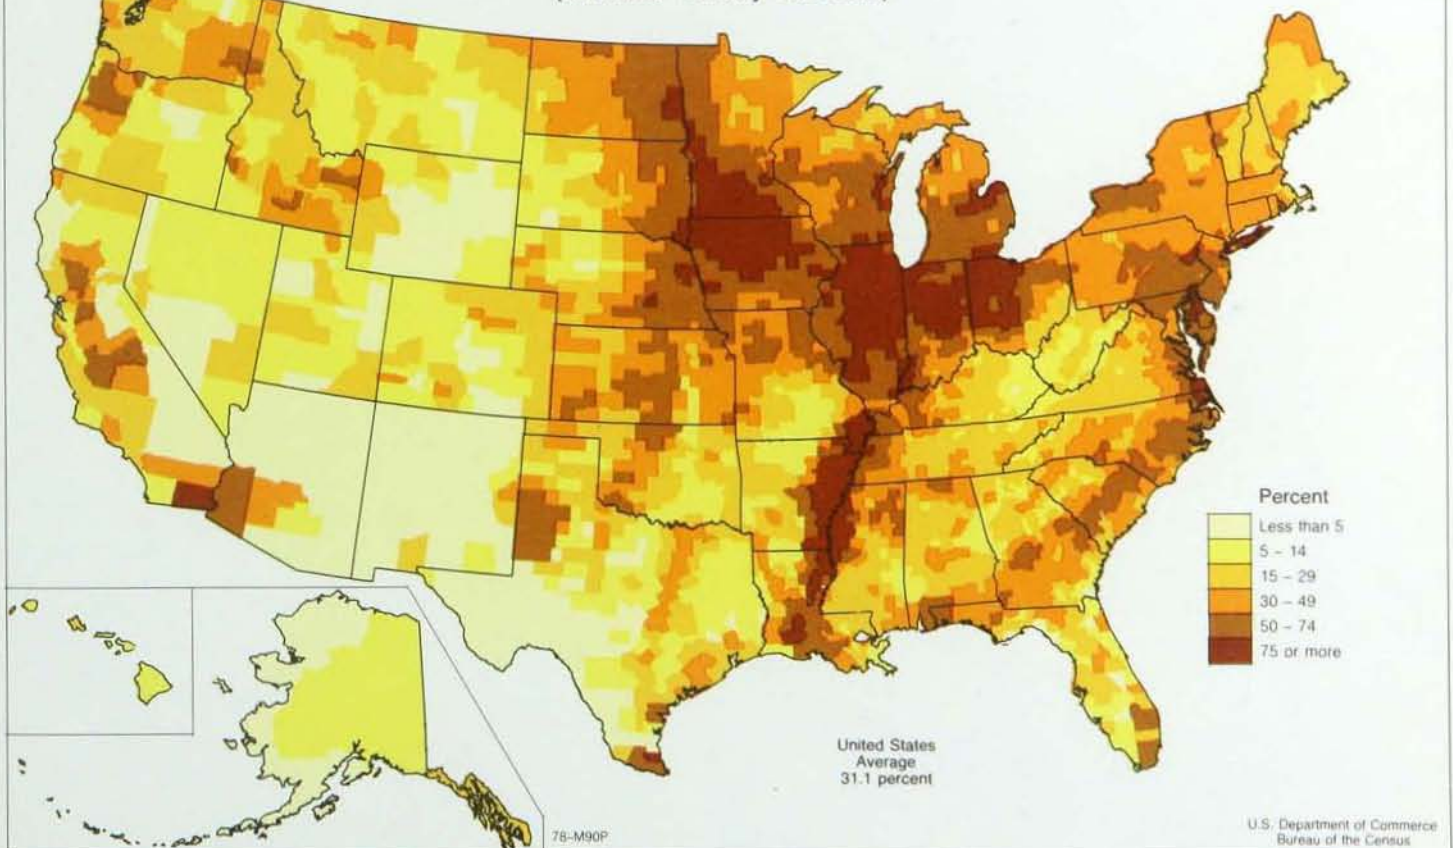 Percent
Less than 5
5 - 14
15 - 29
30 - 49
50 - 74
75 or more
United States
Average
31.1 percent
78-M90P
U.S. Department of Commerce
Bureau of the Census